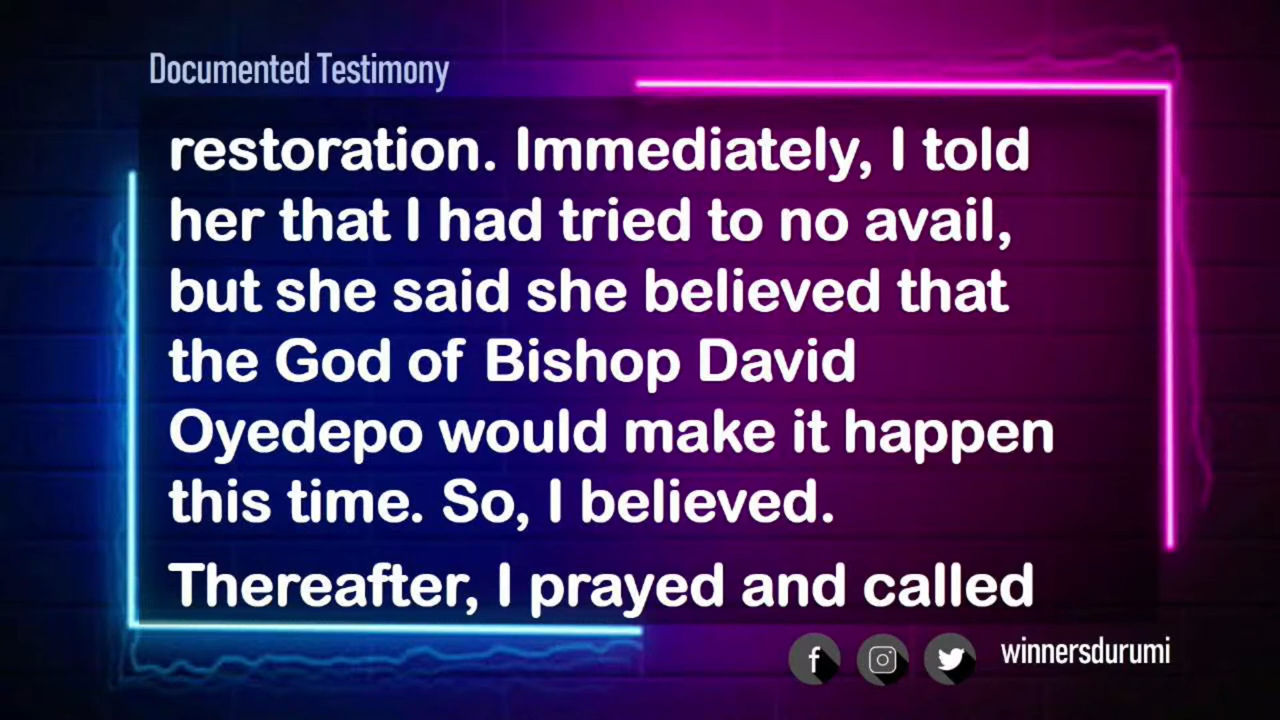 Documented Testimony
restoration. Immediately, I told
her that I had tried to no avail,
but she said she believed that
the God of Bishop David
Oyedepo would make it happen
this time. So, I believed.
Thereafter, I prayed and called
winnersdurumi